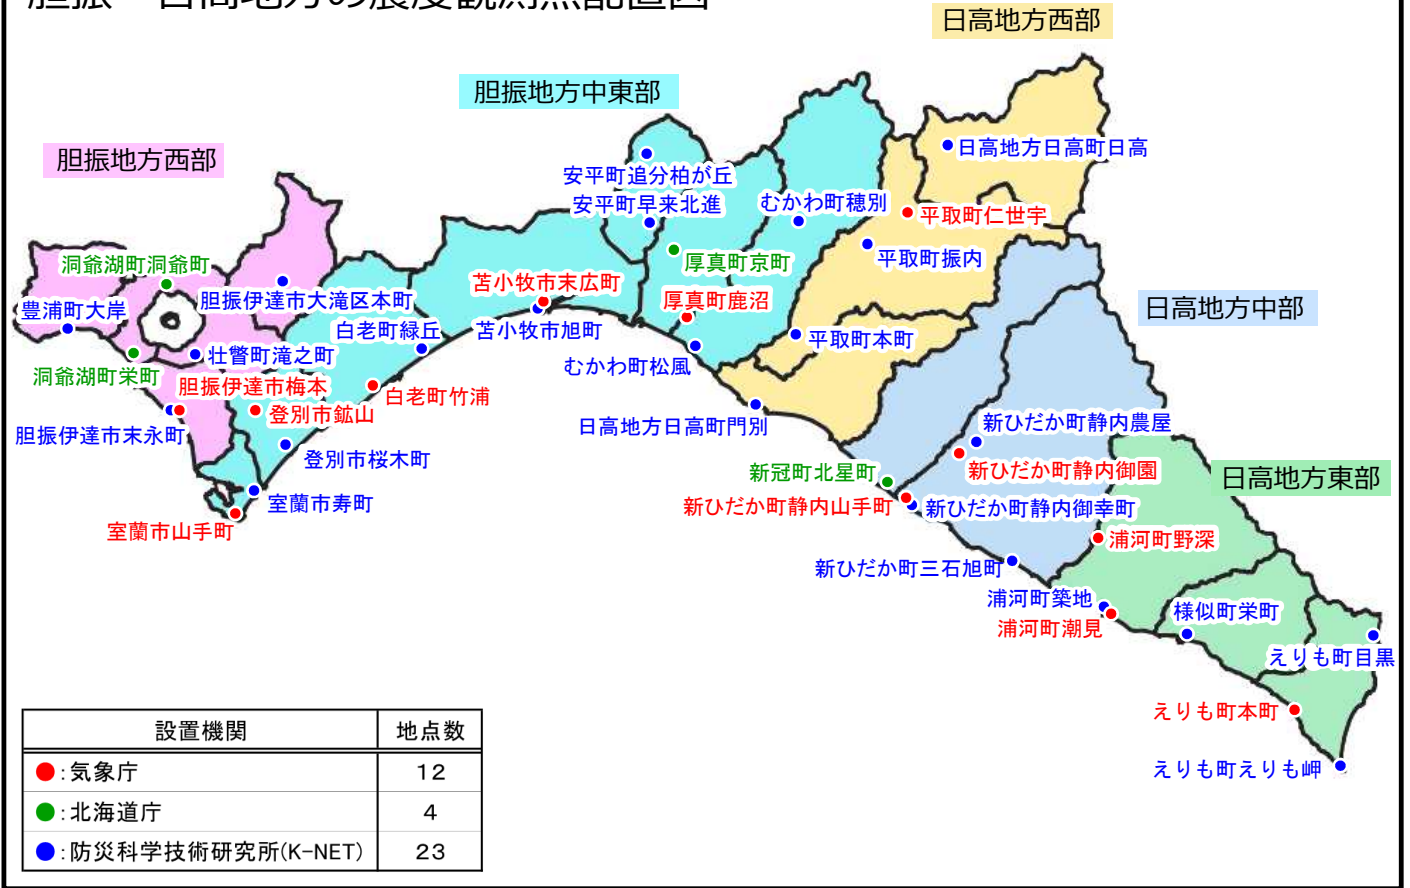 胆振・日高地方の震度観測点配置図
日高地方西部
胆振地方中東部
胆振地方西部
日高地方日高町日高
安平町追分柏が丘
安平町早来北進
むかわ町穂別
平取町仁世宇
平取町振内
洞爺湖町洞爺町
厚真町京町
胆振伊達市大滝区本町
苫小牧市末広町
厚真町鹿沼
日高地方中部
豊浦町大岸
白老町緑丘
苫小牧市旭町
平取町本町
壮瞥町滝之町
むかわ町松風
洞爺湖町栄町
胆振伊達市梅本
白老町竹浦
登別市鉱山
日高地方日高町門別
新ひだか町静内農屋
胆振伊達市末永町
登別市桜木町
新冠町北星町
新ひだか町静内御園
日高地方東部
室蘭市寿町
新ひだか町静内山手町
新ひだか町静内御幸町
室蘭市山手町
浦河町野深
新ひだか町三石旭町
浦河町築地
様似町栄町
浦河町潮見
えりも町目黒
えりも町本町
えりも町えりも岬
設置機関 地点数
:気象庁 12
:北海道庁 4
:防災科学技術研究所(K-NET) 23